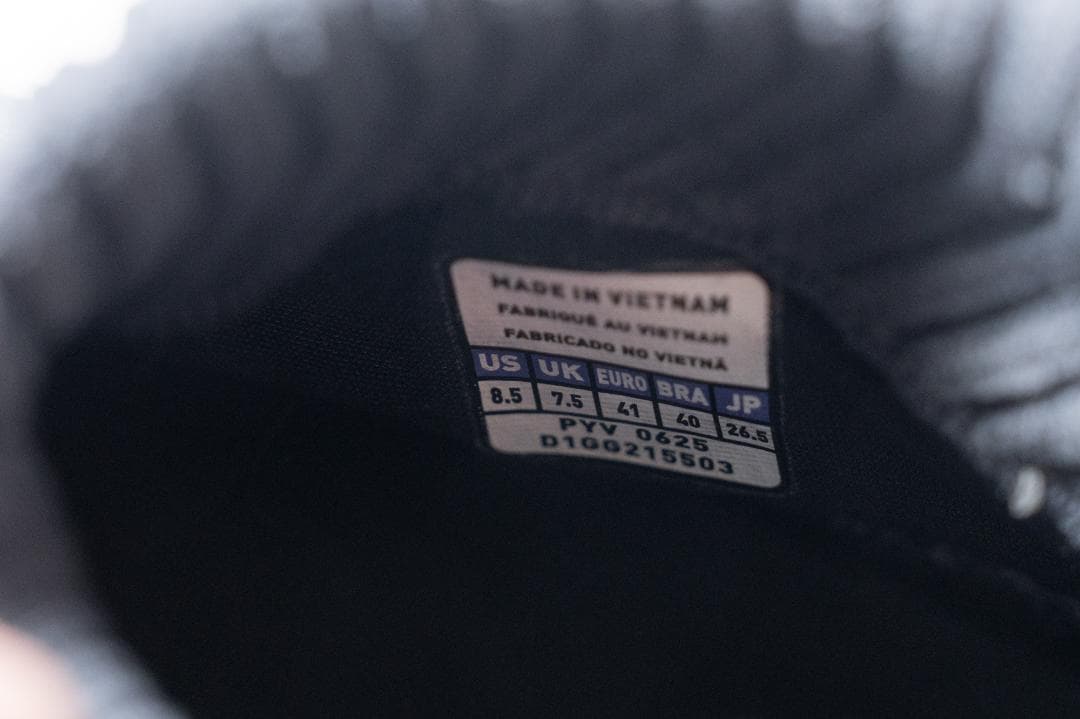 MADE IN VIETNAM
FABRIQUÉ AU VIETNAM
FABRICADO NO VIETNÃ
US UK EURO BRA JP
8.5 7.5 41 40 26.5
PYV 0625
D1GG215503